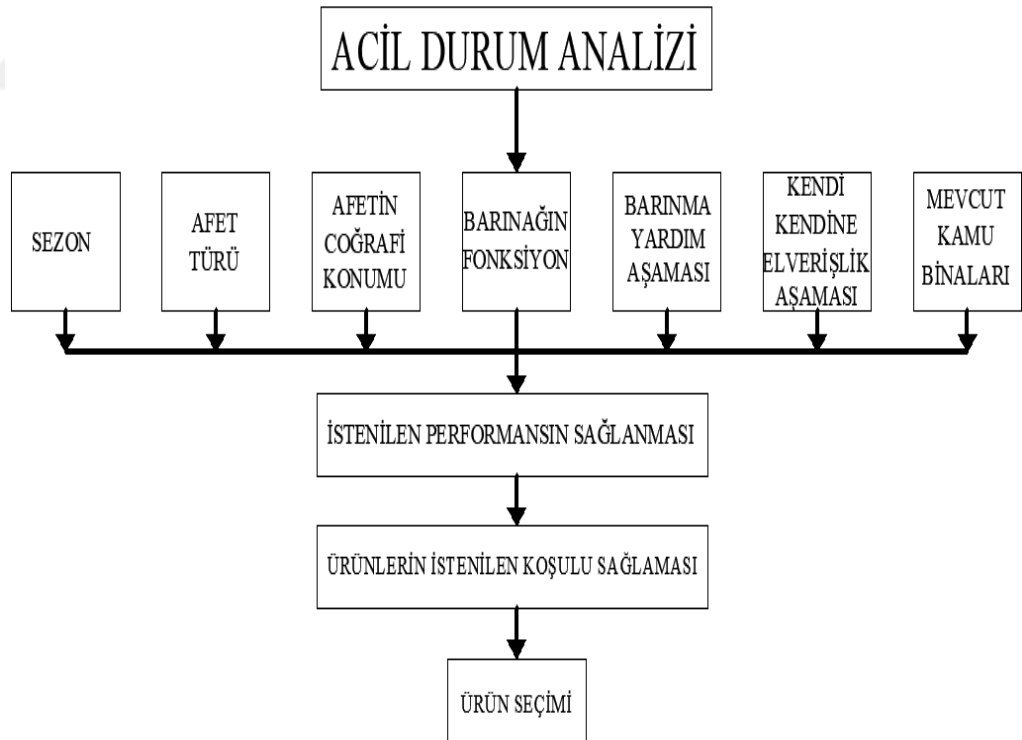 ACİL DURUM ANALİZİ
SEZON
AFET
TÜRÜ
AFETİN
COĞRAFİ
KONUMU
BARINAĞIN
FONKSİYON
BARINMA
YARDIM
AŞAMASI
KENDİ
KENDİNE
ELVERİŞLİK
AŞAMASI
MEVCUT
KAMU
BİNALARI
İSTENİLEN PERFORMANSIN SAĞLANMASI
ÜRÜNLERİN İSTENİLEN KOŞULU SAĞLAMASI
ÜRÜN SEÇİMİ